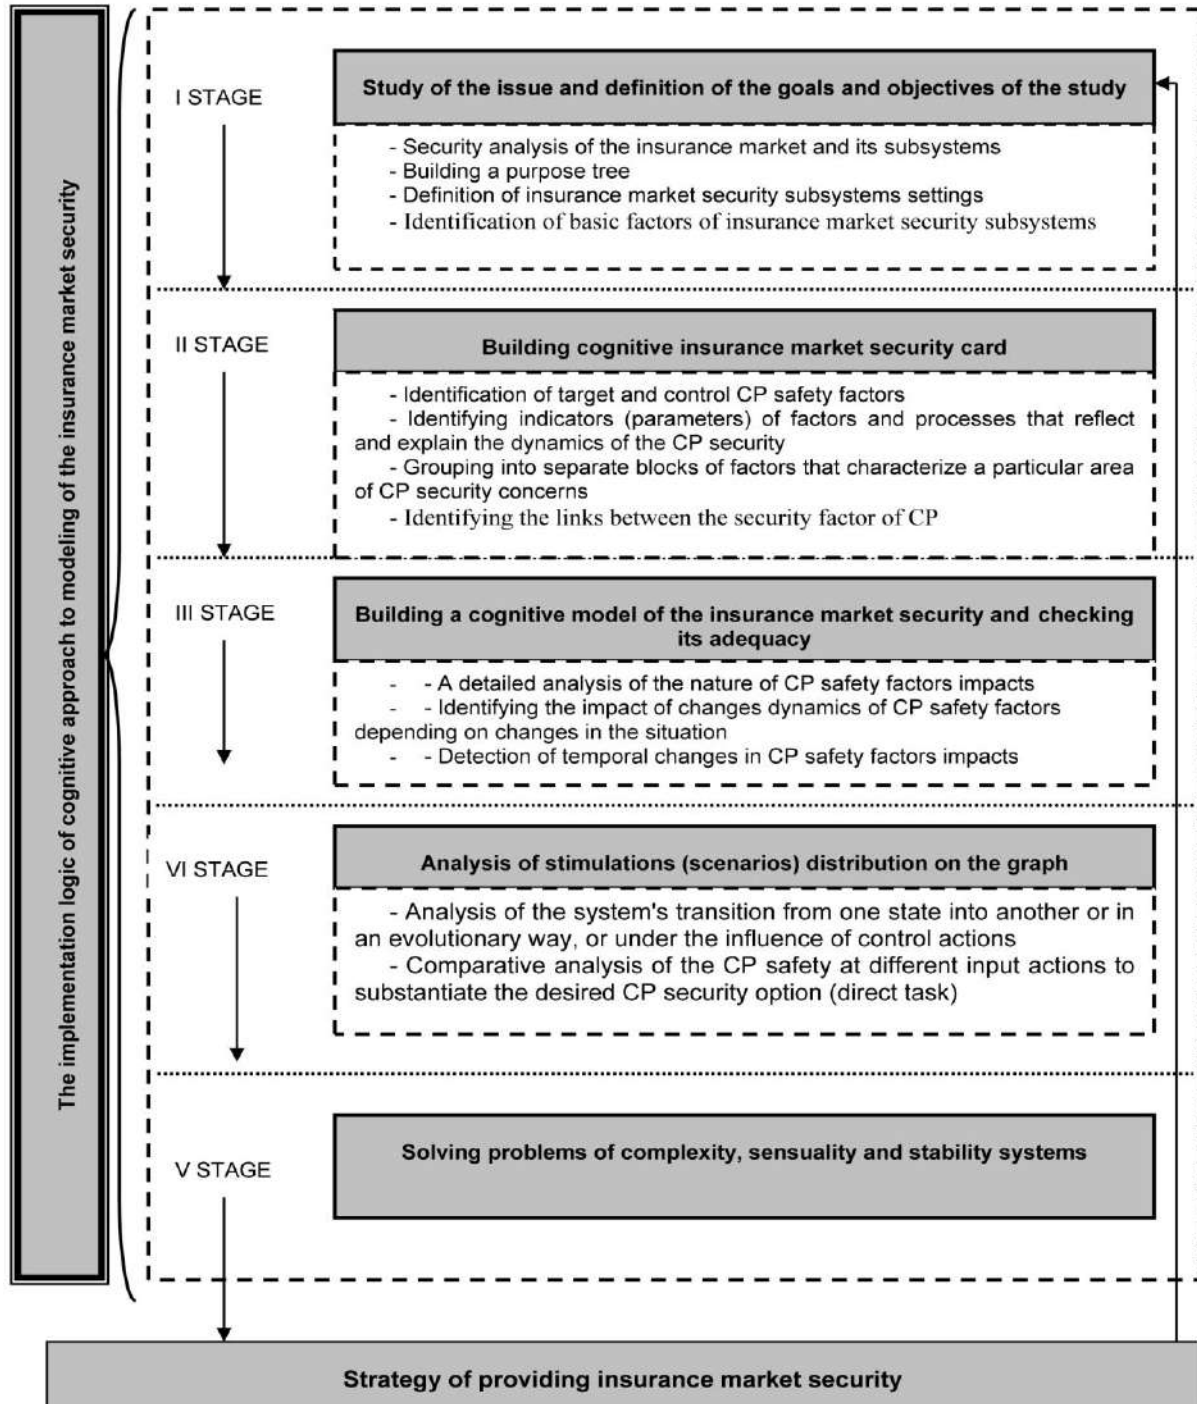 The implementation logic of cognitive approach to modeling of the insurance market security
I STAGE
Study of the issue and definition of the goals and objectives of the study
- Security analysis of the insurance market and its subsystems
- Building a purpose tree
- Definition of insurance market security subsystems settings
- Identification of basic factors of insurance market security subsystems
II STAGE
Building cognitive insurance market security card
- Identification of target and control CP safety factors
- Identifying indicators (parameters) of factors and processes that reflect
and explain the dynamics of the CP security
- Grouping into separate blocks of factors that characterize a particular area
of CP security concerns
- Identifying the links between the security factor of CP
III STAGE
Building a cognitive model of the insurance market security and checking
its adequacy
- - A detailed analysis of the nature of CP safety factors impacts
- - Identifying the impact of changes dynamics of CP safety factors
depending on changes in the situation
- - Detection of temporal changes in CP safety factors impacts
VI STAGE
Analysis of stimulations (scenarios) distribution on the graph
- Analysis of the system's transition from one state into another or in
an evolutionary way, or under the influence of control actions
- Comparative analysis of the CP safety at different input actions to
substantiate the desired CP security option (direct task)
V STAGE
Solving problems of complexity, sensuality and stability systems
Strategy of providing insurance market security